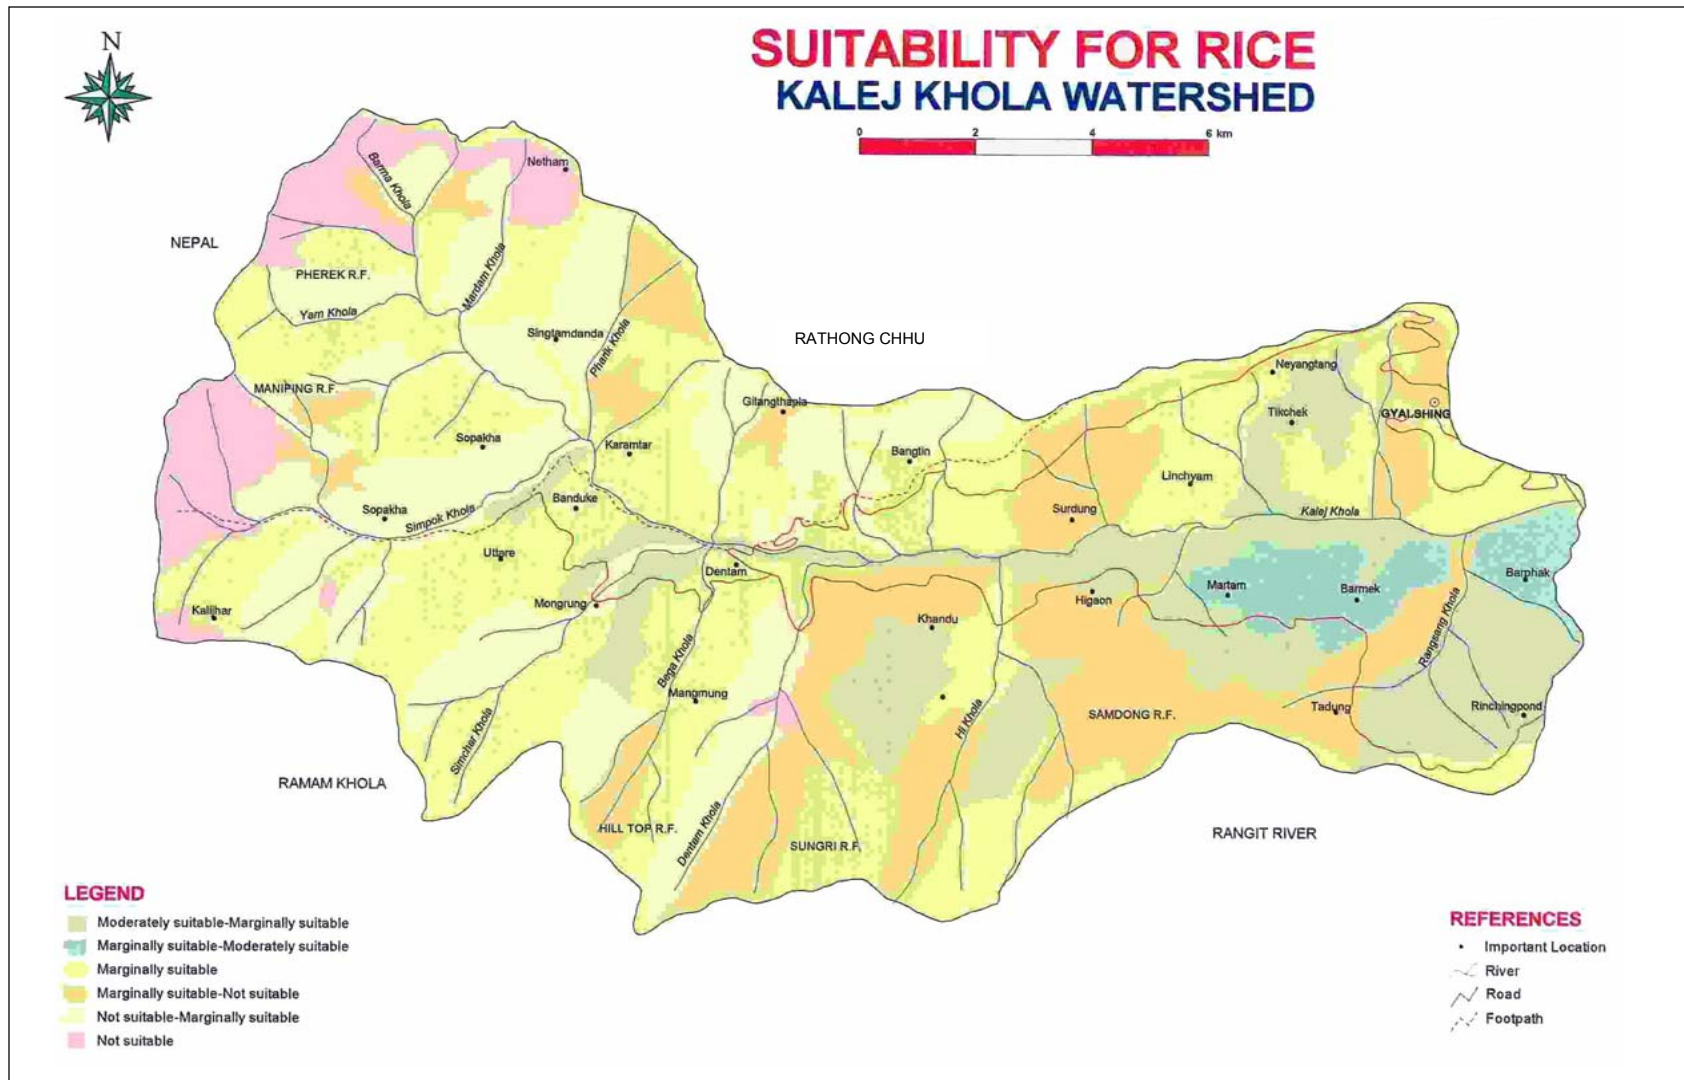 N
SUITABILITY FOR RICE
KALEJ KHOLA WATERSHED
0 2 4 6 km
Netham
Barma Khola
NEPAL
PHEREK R.F.
Mardam Khola
Yam Khola
Singtamdanda
Phank Khola
RATHONG CHHU
Neyangtang
MANIPING R.F.
Gitangthapla
Tikchek
GYALSHING
Sopakha
Karamtar
Bangtin
Linchyam
Banduke
Sopakha
Simpok Khola
Surdung
Kalej Khola
Uttare
Dentam
Martam
Barmek
Barphak
Kalijhar
Mongrung
Higaon
Khandu
Rangsang Khola
Bega Khola
Mangmung
Hi Khola
SAMDONG R.F.
Tadung
Rinchingpond
Simchar Khola
RAMAM KHOLA
HILL TOP R.F.
Dentam Khola
SUNGRI R.F.
RANGIT RIVER
LEGEND
Moderately suitable-Marginally suitable
Marginally suitable-Moderately suitable
Marginally suitable
Marginally suitable-Not suitable
Not suitable-Marginally suitable
Not suitable
REFERENCES
Important Location
River
Road
Footpath